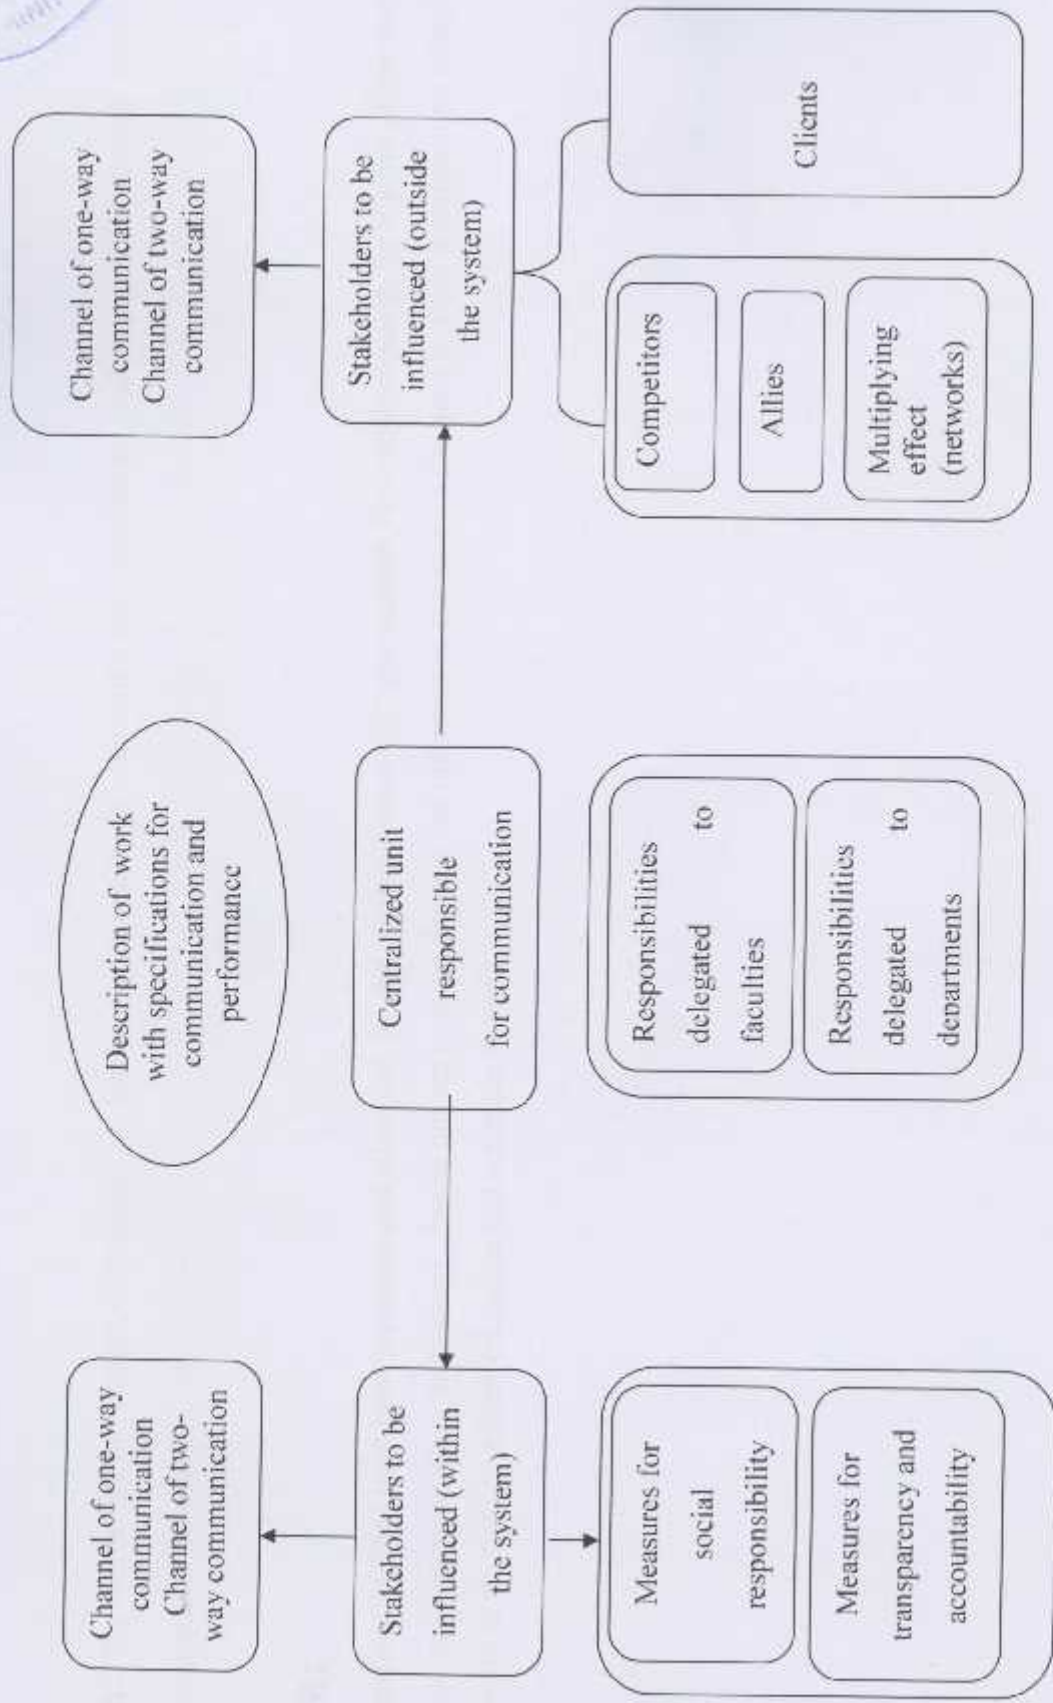 Channel of one-way
communication
Channel of two-
way communication
Description of work
with specifications for
communication and
performance
Channel of one-way
communication
Channel of two-way
communication
Stakeholders to be
influenced (within
the system)
Centralized unit
responsible
for communication
Stakeholders to be
influenced (outside
the system)
Measures for
social
responsibility
Measures for
transparency and
accountability
Responsibilities
delegated to
faculties
Responsibilities
delegated to
departments
Competitors
Allies
Multiplying
effect
(networks)
Clients